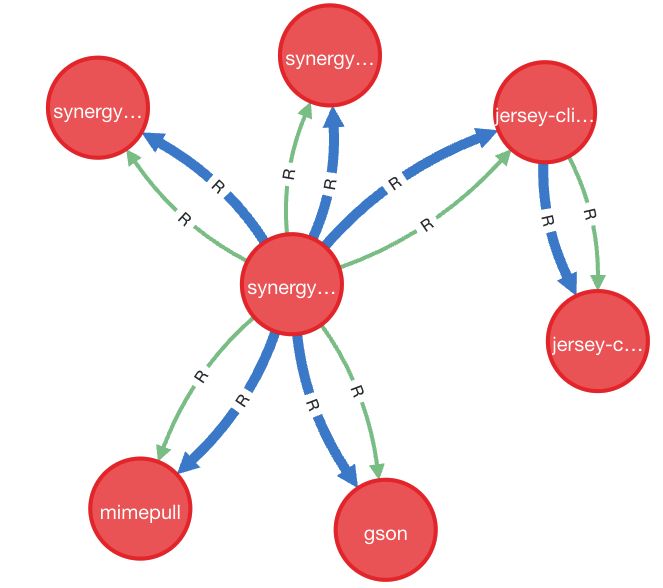 synergy…
synergy…
jersey-cli…
R
R
R
R
R
R
R
R
synergy…
jersey-c…
R
R
R
R
mimepull
gson